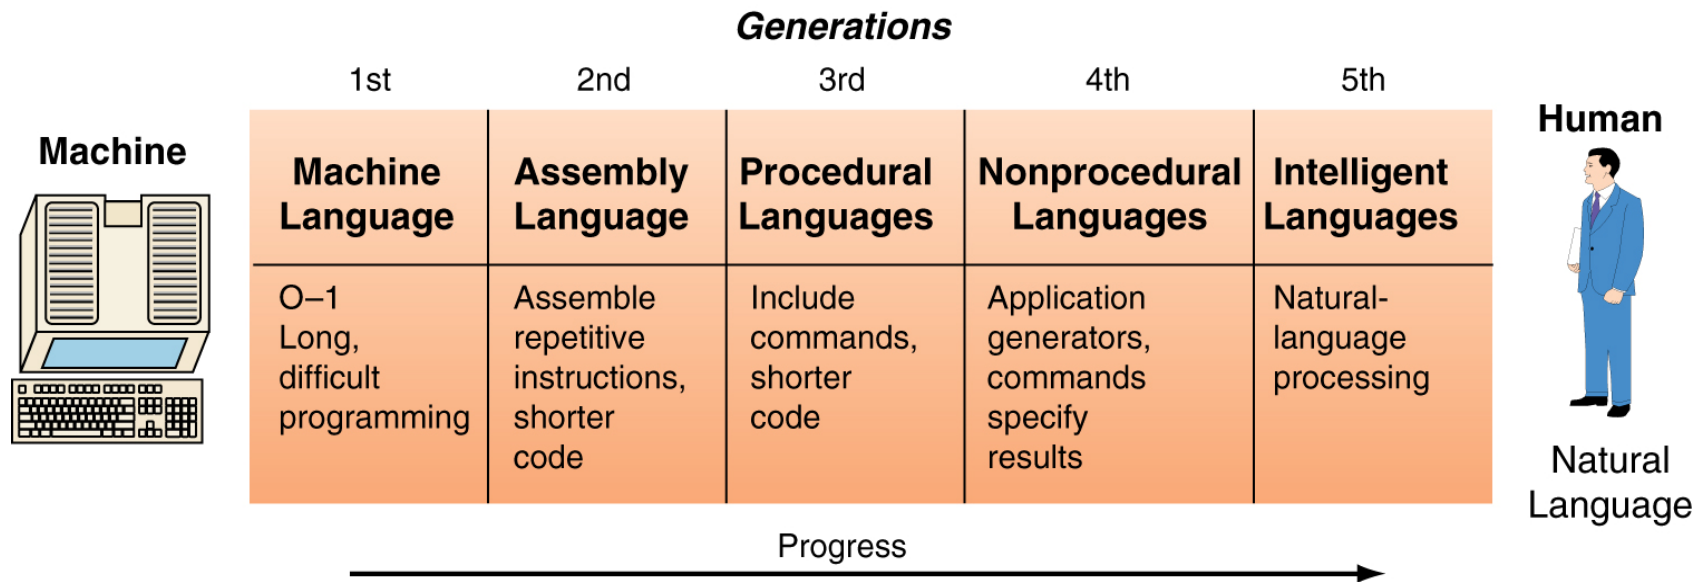 Generations
1st 2nd 3rd 4th 5th
Machine
Human
Machine
Language
Assembly
Language
Procedural
Languages
Nonprocedural
Languages
Intelligent
Languages
O–1
Long,
difficult
programming
Assemble
repetitive
instructions,
shorter
code
Include
commands,
shorter
code
Application
generators,
commands
specify
results
Natural-
language
processing
Natural
Language
Progress